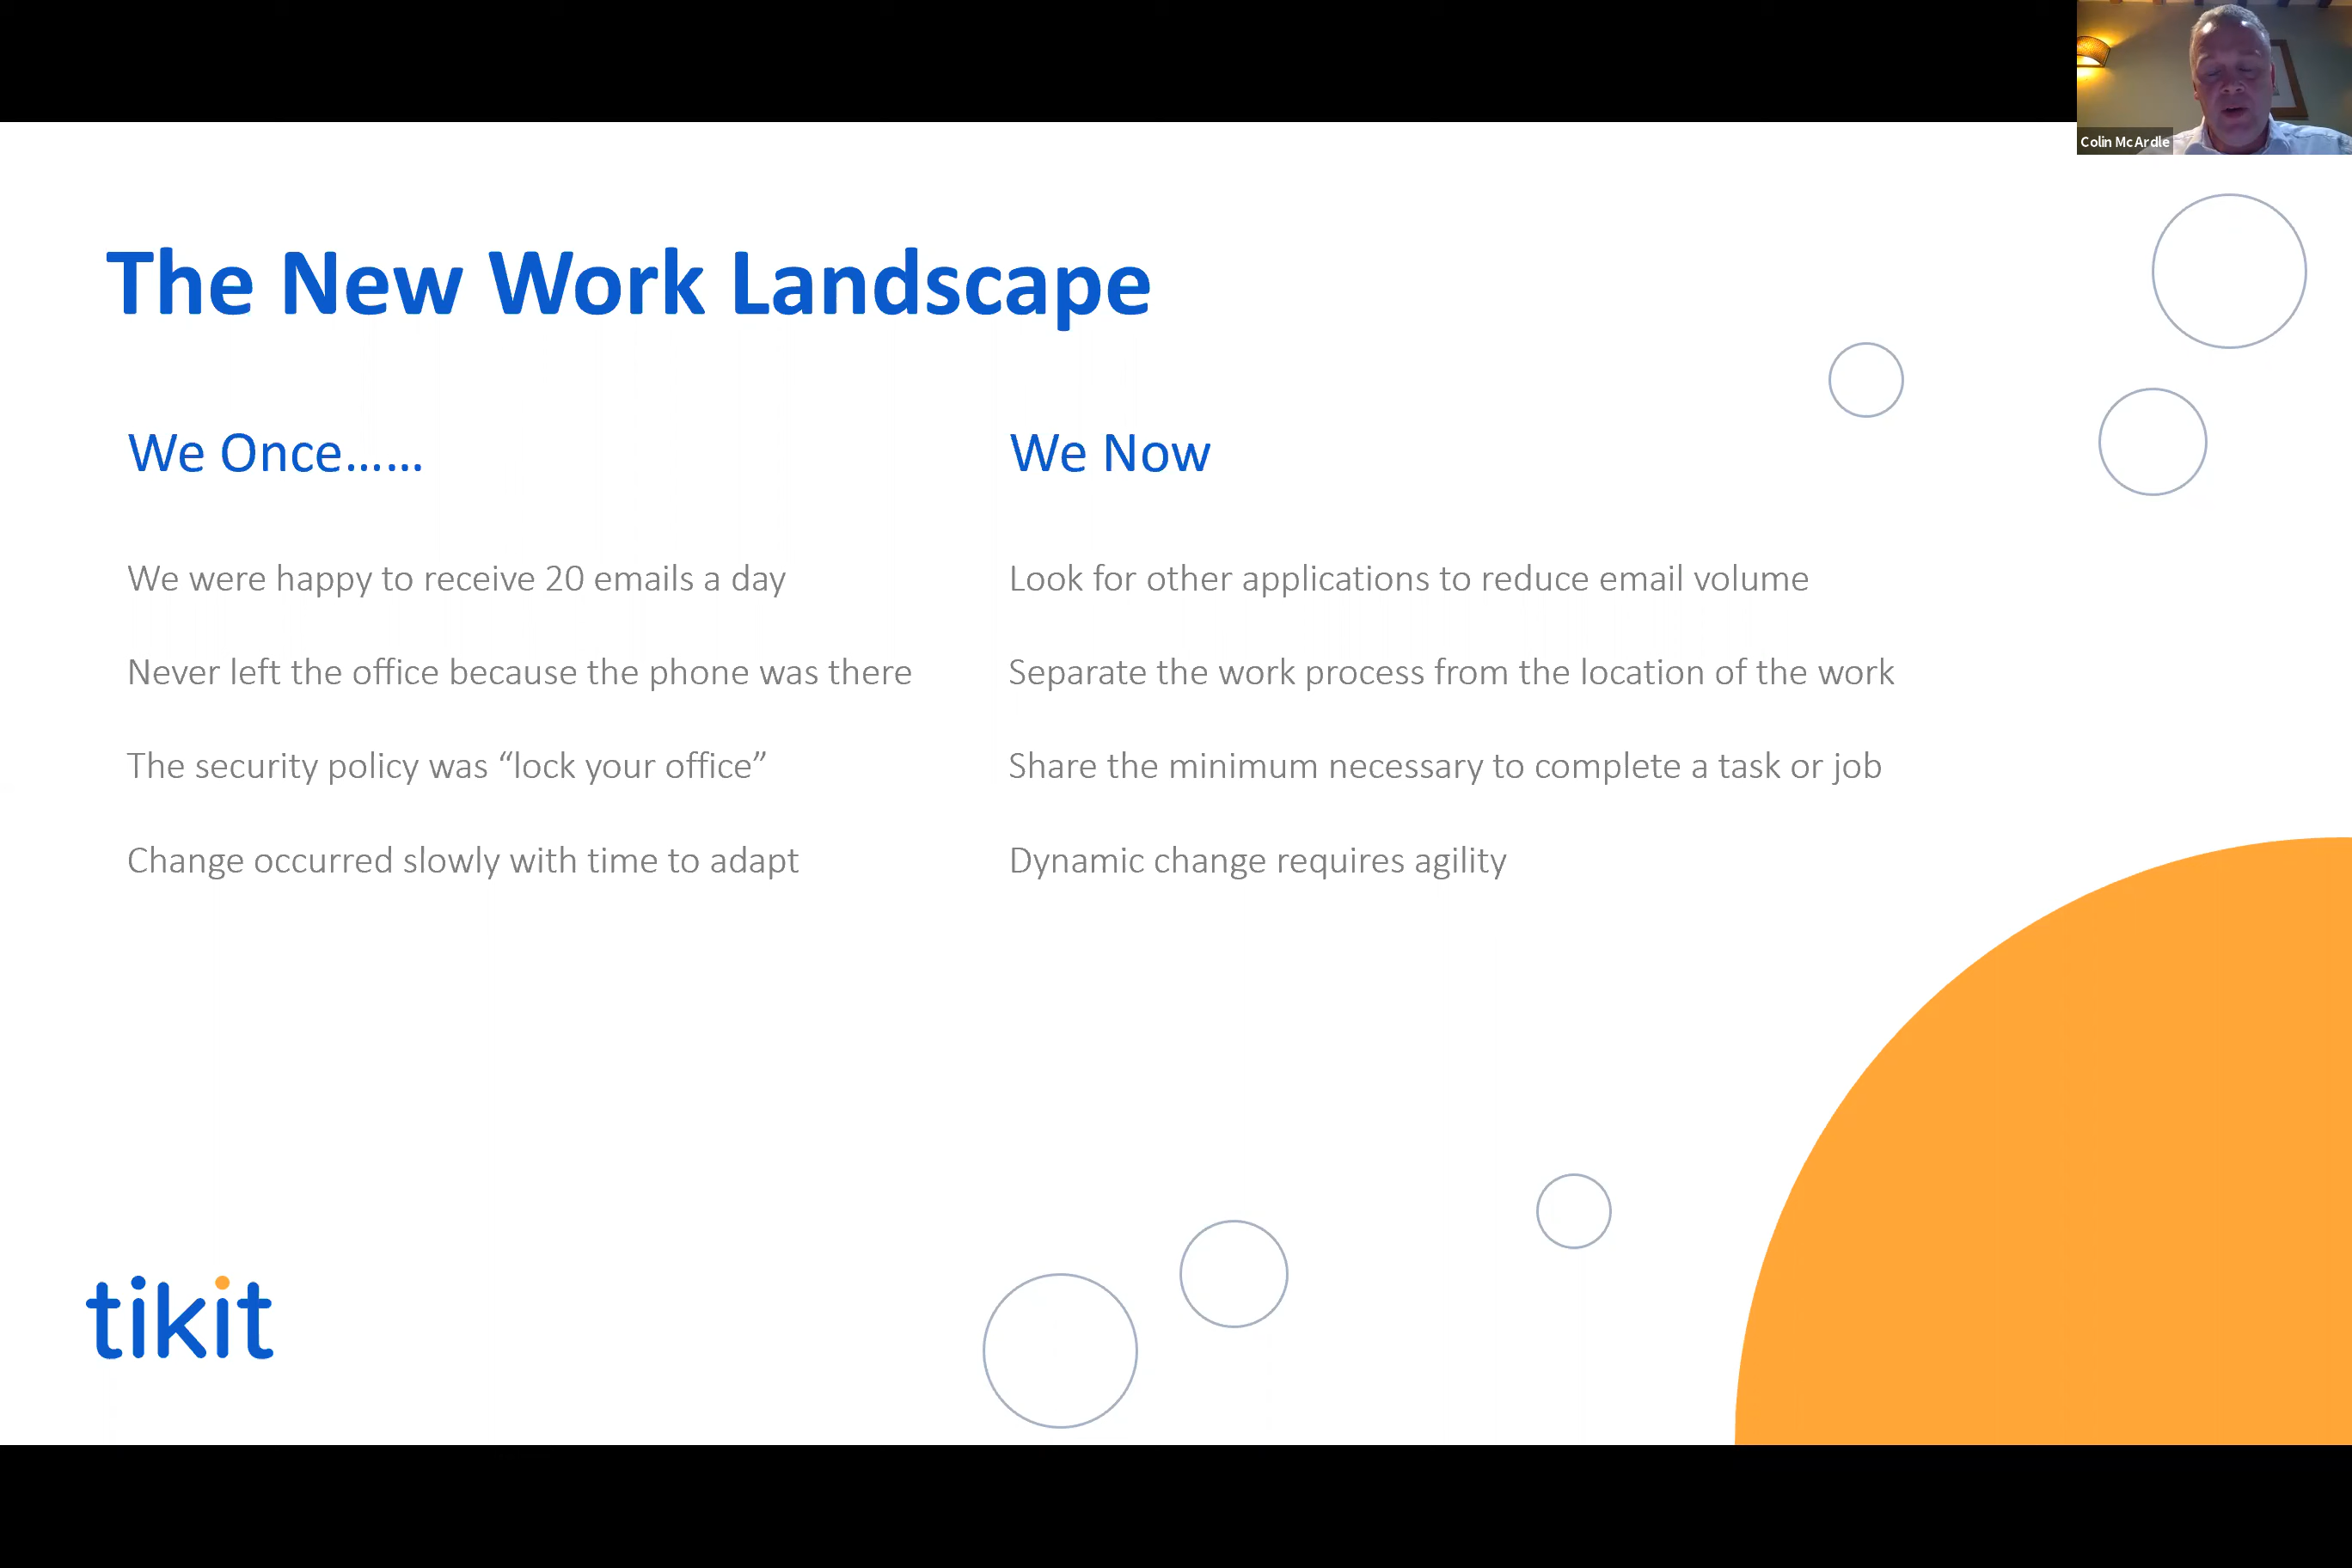 Colin McArdle
The New Work Landscape
We Once......
We were happy to receive 20 emails a day
Never left the office because the phone was there
The security policy was “lock your office”
Change occurred slowly with time to adapt
We Now
Look for other applications to reduce email volume
Separate the work process from the location of the work
Share the minimum necessary to complete a task or job
Dynamic change requires agility
tikit